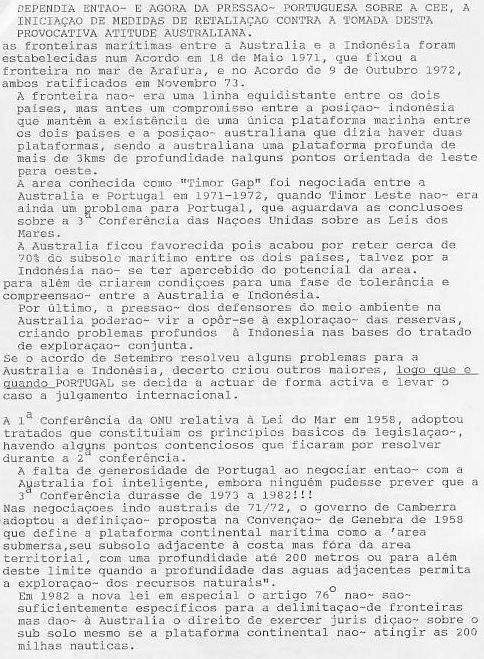 DEPENDIA ENTAO~ E AGORA DA PRESSAO~ PORTUGUESA SOBRE A CEE, A
INICIAÇAO~ DE MEDIDAS DE RETALIAÇAO~ CONTRA A TOMADA DESTA
PROVOCATIVA ATITUDE AUSTRALIANA.
as fronteiras marítimas entre a Australia e a Indonésia foram
estabelecidas num Acordo em 18 de Maio 1971, que fixou a
fronteira no mar de Arafura, e no Acordo de 9 de Outubro 1972,
ambos ratificados em Novembro 73.
A fronteira nao~ era uma linha equidistante entre os dois
países, mas antes um compromisso entre a posiçao~ indonésia
que mantém a existência de uma única plataforma marinha entre
os dois países e a posiçao~ australiana que dizia haver duas
plataformas, sendo a australiana uma plataforma profunda de
mais de 3kms de profundidade nalguns pontos orientada de leste
para oeste.
A area conhecida como "Timor Gap" foi negociada entre a
Australia e Portugal em 1971-1972, quando Timor Leste nao~ era
ainda um problema para Portugal, que aguardava as conclusoes
sobre a 3ª Conferência das Naçoes Unidas sobre as Leis dos
Mares.
A Australia ficou favorecida pois acabou por reter cerca de
70% do subsolo marítimo entre os dois países, talvez por a
Indonésia nao~ se ter apercebido do potencial da area.
para além de criarem condiçoes para uma fase de tolerância e
compreensao~ entre a Australia e Indonésia.
Por último, a pressao~ dos defensores do meio ambiente na
Australia poderao~ vir a opôr-se à exploraçao~ das reservas,
criando problemas profundos à Indonesia nas bases do tratado
de exploraçao~ conjunta.
Se o acordo de Setembro resolveu alguns problemas para a
Australia e Indonésia, decerto criou outros maiores, logo que e
quando PORTUGAL se decida a actuar de forma activa e levar o
caso a julgamento internacional.
A 1ª Conferência da ONU relativa à Lei do Mar em 1958, adoptou
tratados que constituiam os princípios basicos da legislaçao~,
havendo alguns pontos contenciosos que ficaram por resolver
durante a 2ª conferência.
A falta de generosidade de Portugal ao negociar entao~ com a
Australia foi inteligente, embora ninguém pudesse prever que a
3ª Conferência durasse de 1973 a 1982!!!
Nas negociaçoes indo australis de 71/72, o governo de Camberra
adoptou a definiçao~ proposta na Convençao~ de Genebra de 1958
que define a plataforma continental marítima como a 'area
submersa,seu subsolo adjacente à costa mas fóra da area
territorial, com uma profundidade até 200 metros ou para além
deste limite quando a profundidade das aguas adjacentes permita
a exploraçao~ dos recursos naturais".
Em 1982 a nova lei em especial o artigo 76º nao~ sao~
suficientemente específicos para a delimitaçao~de fronteiras
mas dao~ à Australia o direito de exercer juris diçao~ sobre o
sub solo mesmo se a plataforma continental nao~ atingir as 200
milhas nauticas.